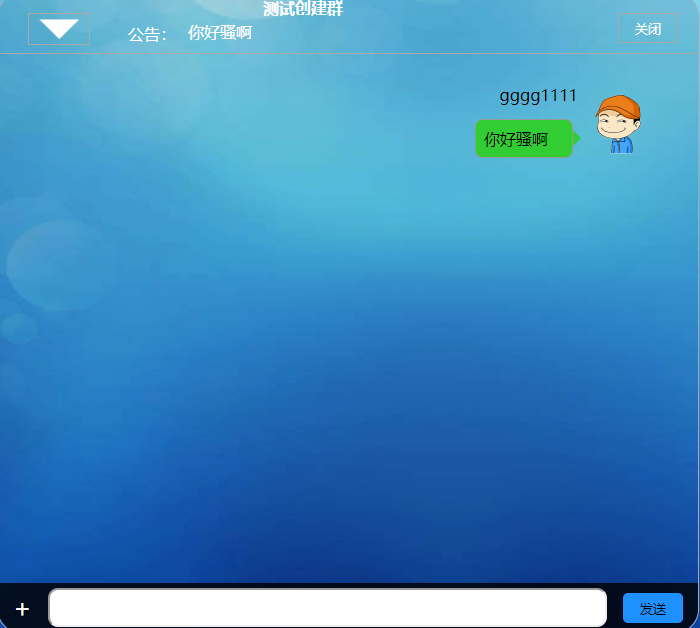 测试创建群
公告： 你好骚啊
关闭
gggg1111
你好骚啊
+
发送